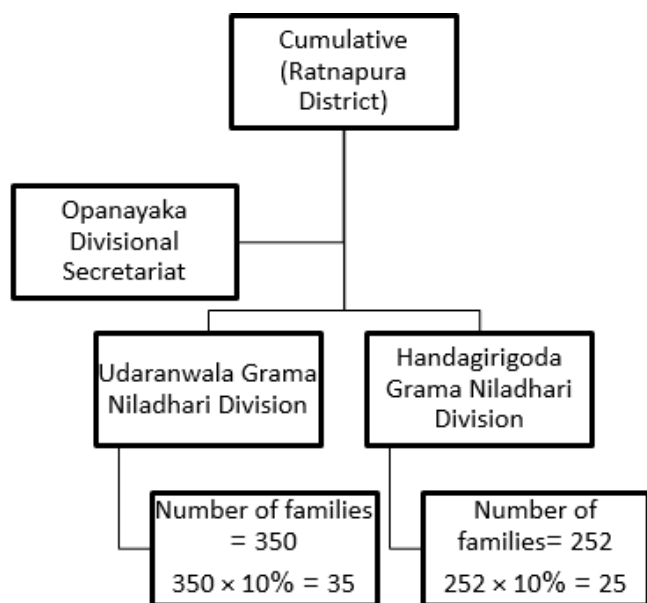 Cumulative
(Ratnapura
District)
Opanayaka
Divisional
Secretariat
Udaranwala Grama
Niladhari Division
Handagirigoda
Grama Niladhari
Division
Number of families
= 350
350 × 10% = 35
Number of
families= 252
252 × 10% = 25